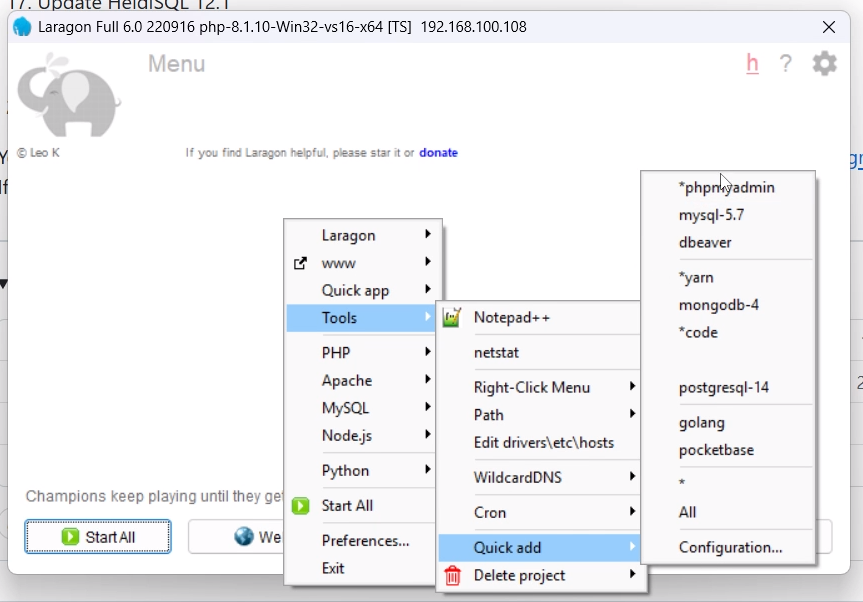 17. Update HeidiSQL 12.1
Laragon Full 6.0 220916 php-8.1.10-Win32-vs16-x64 [TS] 192.168.100.108
Menu
h ?
© Leo K
If you find Laragon helpful, please star it or donate
Laragon
www
Quick app
Tools
PHP
Apache
MySQL
Node.js
Python
Start All
Preferences...
Exit
Notepad++
netstat
Right-Click Menu
Path
Edit drivers\etc\hosts
WildcardDNS
Cron
Quick add
Delete project
*phpmyadmin
mysql-5.7
dbeaver
*yarn
mongodb-4
*code
postgresql-14
golang
pocketbase
*
All
Configuration...
Champions keep playing until they
Start All